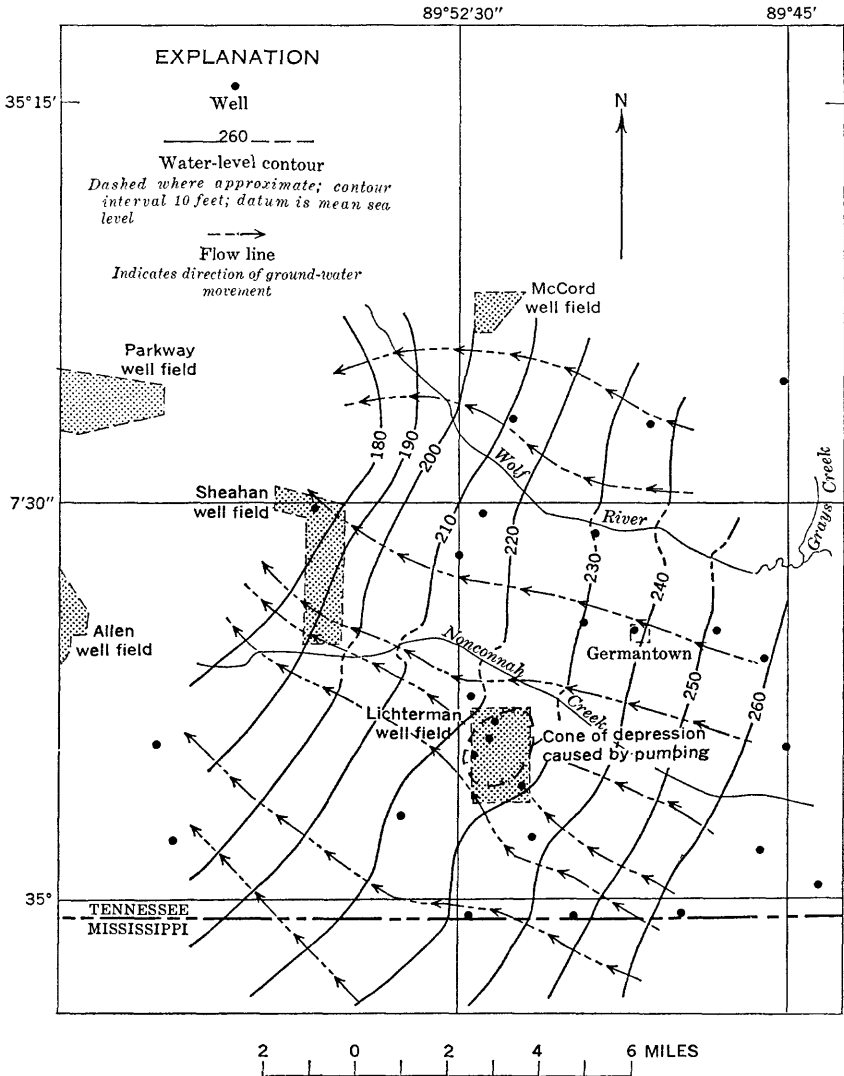 89°52'30"
89°45'
EXPLANATION
Well
35°15'
N
260
Water-level contour
Dashed where approximate; contour
interval 10 feet; datum is mean sea
level
Flow line
Indicates direction of ground-water
movement
McCord
well field
Parkway
well field
180
190
200
Wolf
River
Grays Creek
7'30"
Sheahan
well field
210
220
230
240
Allen
well field
Nonconnah
Creek
Germantown
250
260
Lichterman
well field
Cone of depression
caused by pumping
35°
TENNESSEE
MISSISSIPPI
2 0 2 4 6 MILES